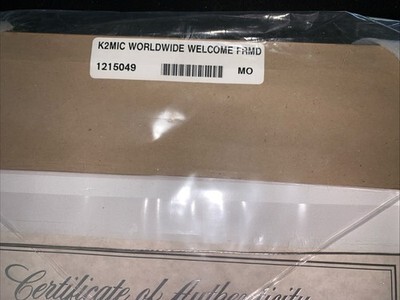 K2MIC WORLDWIDE WELCOME FRMD
1215049 MO
Certificate of Authenticity